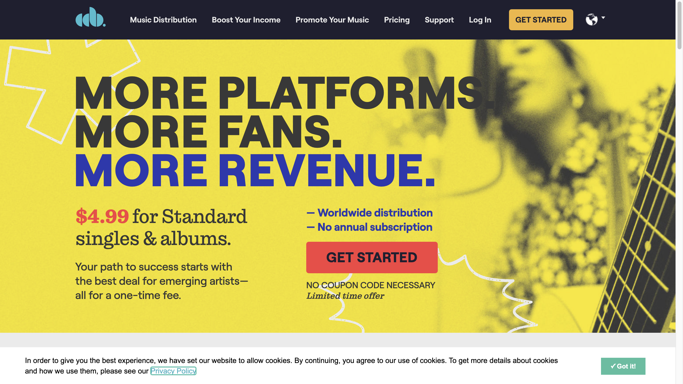 cdb.
Music Distribution Boost Your Income Promote Your Music Pricing Support Log In GET STARTED
MORE PLATFORMS.
MORE FANS.
MORE REVENUE.
$4.99 for Standard
singles & albums.
Your path to success starts with
the best deal for emerging artists—
all for a one-time fee.
— Worldwide distribution
— No annual subscription
GET STARTED
NO COUPON CODE NECESSARY
Limited time offer
In order to give you the best experience, we have set our website to allow cookies. By continuing, you agree to our use of cookies. To get more details about cookies
and how we use them, please see our Privacy Policy.
✓Got it!